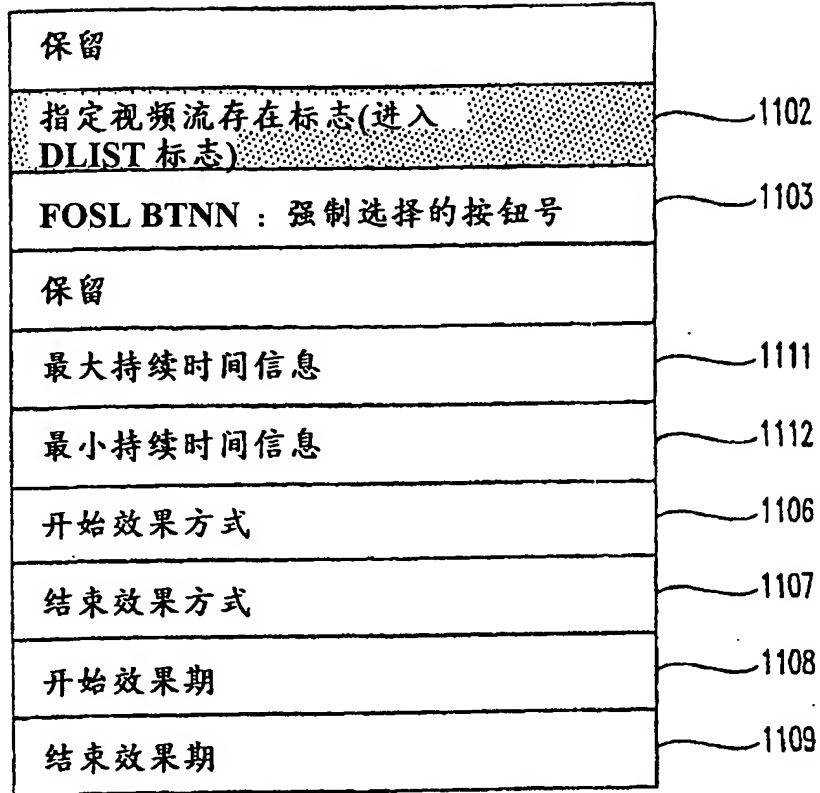 保留
指定视频流存在标志(进入
DLIST 标志)
1102
FOSL BTNN : 强制选择的按钮号
1103
保留
最大持续时间信息
1111
最小持续时间信息
1112
开始效果方式
1106
结束效果方式
1107
开始效果期
1108
结束效果期
1109